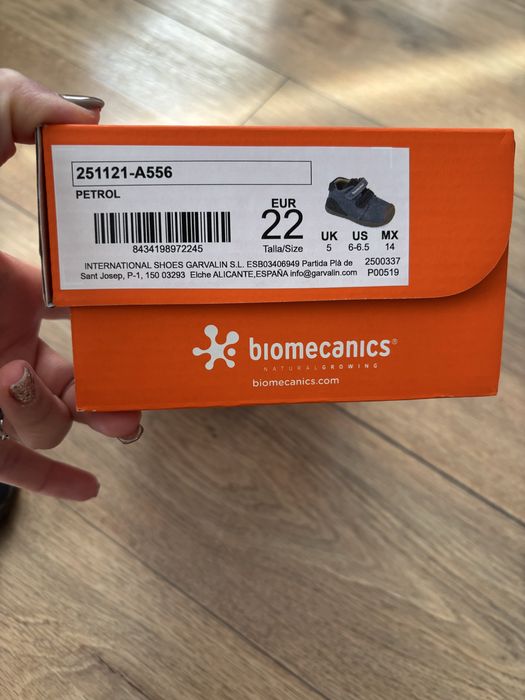 251121-A556
PETROL
8434198972245
EUR
22
Talla/Size
UK US MX
5 6-6.5 14
INTERNATIONAL SHOES GARVALIN S.L. ESB03406949 Partida Plà de 2500337
Sant Josep, P-1, 150 03293 Elche ALICANTE,ESPAÑA info@garvalin.com P00519
biomecanics®
NATURALGROWING
biomecanics.com